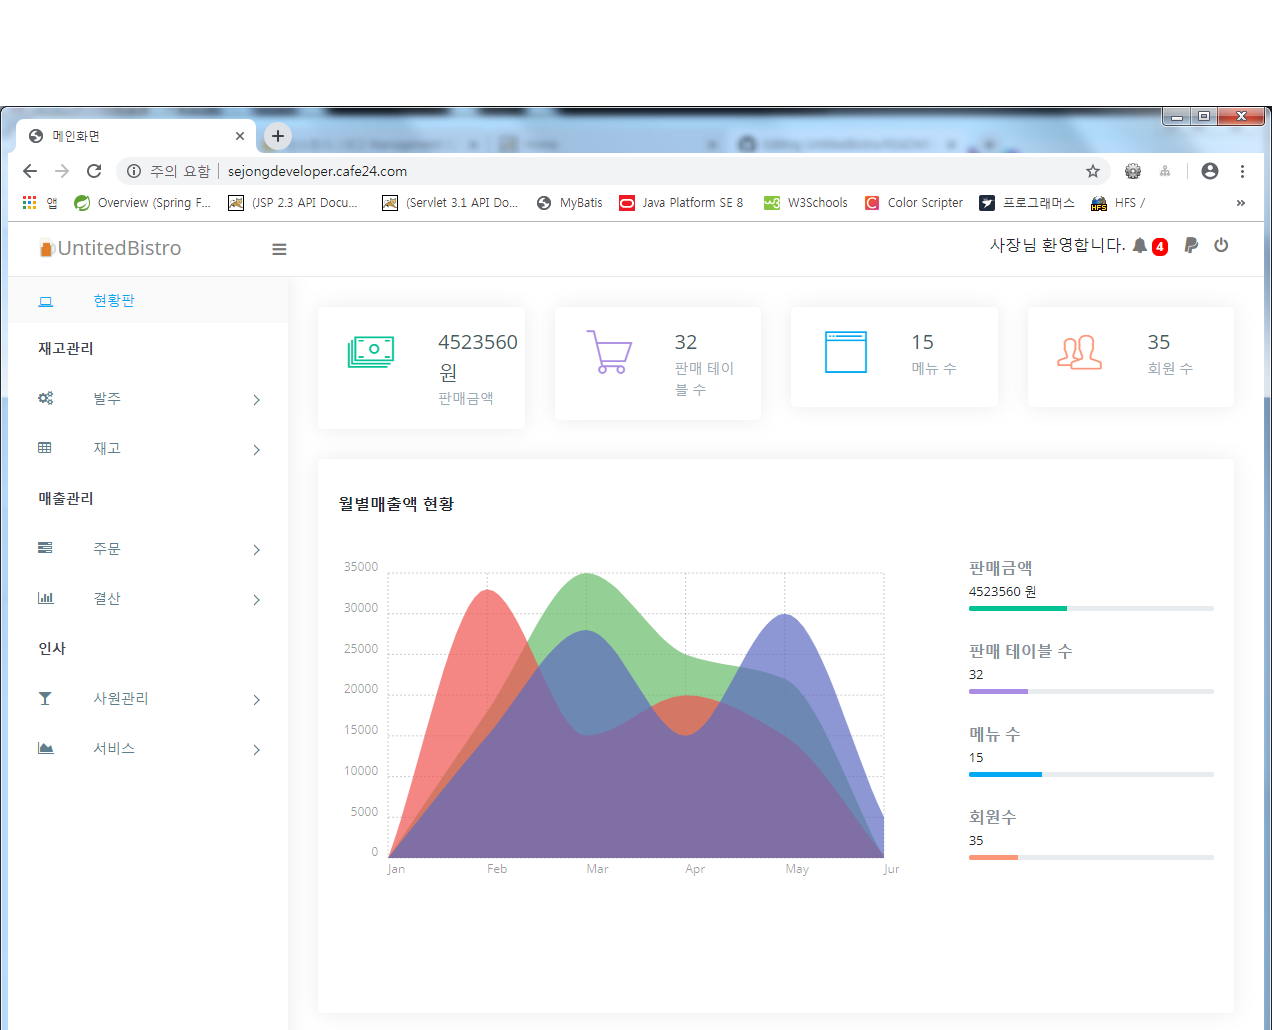 메인화면
주의 요함 | sejongdeveloper.cafe24.com
앱 Overview (Spring F... (JSP 2.3 API Docu... (Servlet 3.1 API Do... MyBatis Java Platform SE 8 W3Schools Color Scripter 프로그래머스 HFS /
UntitedBistro
사장님 환영합니다. 4
현황판
재고관리
발주
재고
매출관리
주문
결산
인사
사원관리
서비스
4523560
원
판매금액
32
판매 테이
블 수
15
메뉴 수
35
회원 수
월별매출액 현황
35000
30000
25000
20000
15000
10000
5000
0
Jan Feb Mar Apr May Jur
판매금액
4523560 원
판매 테이블 수
32
메뉴 수
15
회원수
35